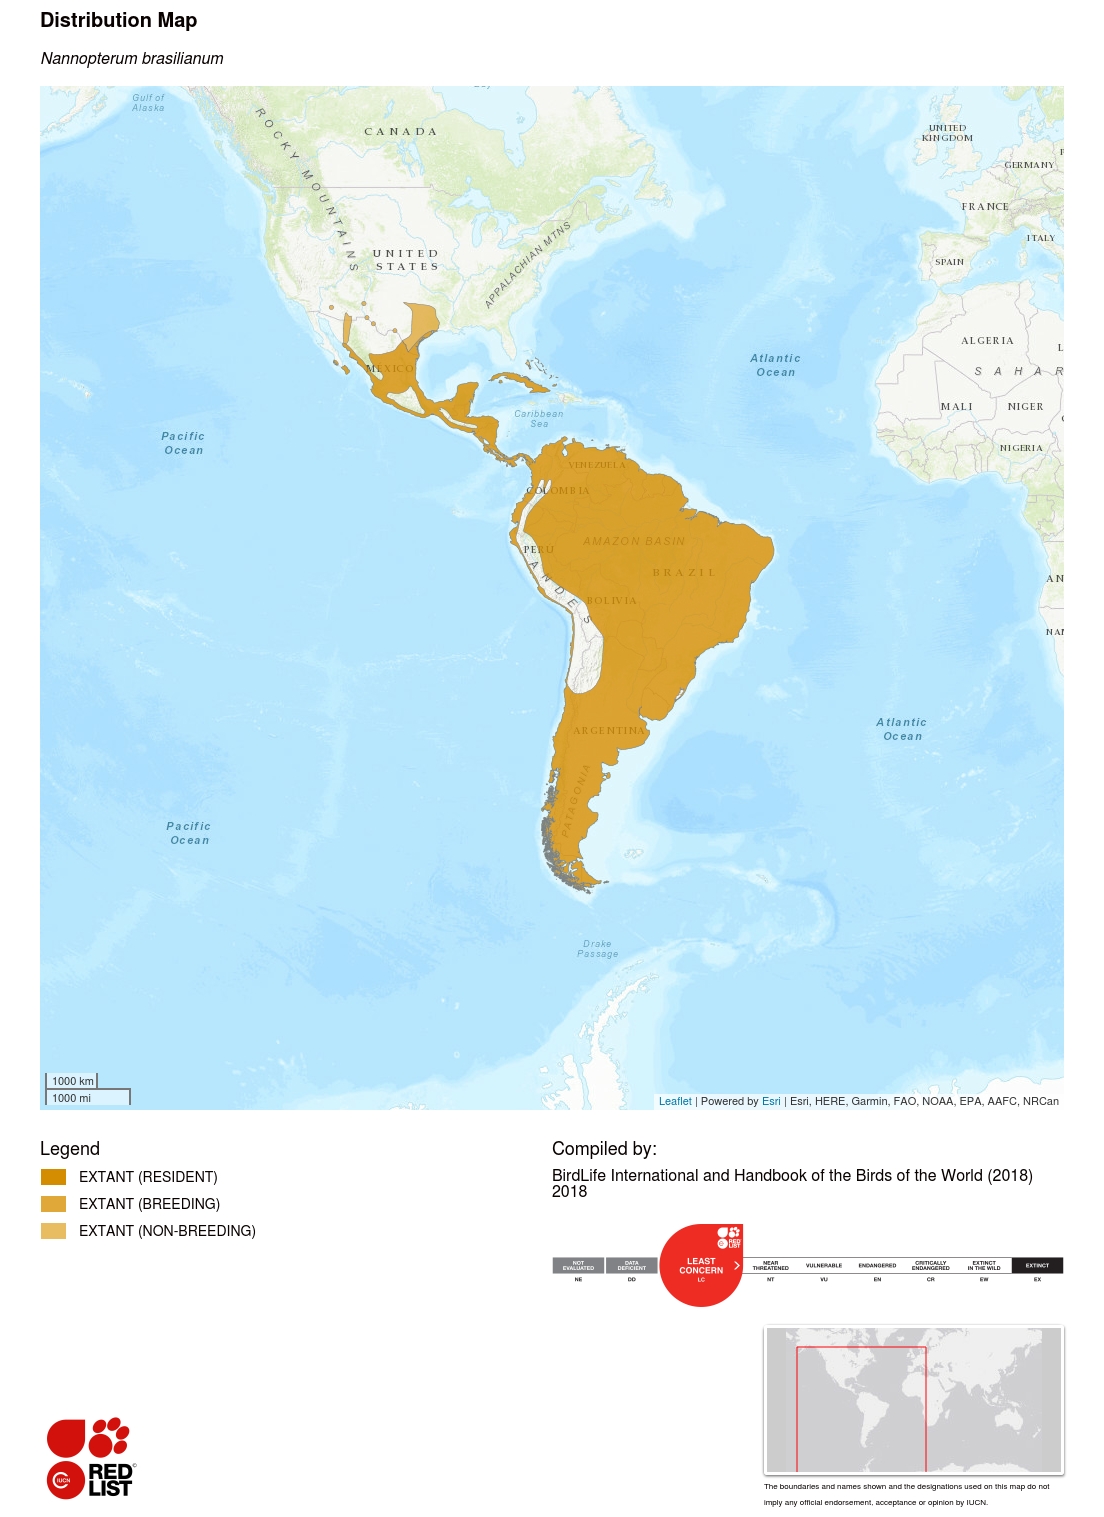 Distribution Map
Nannopterum brasilianum
Gulf of
Alaska
CANADA
ROCKY MOUNTAINS
UNITED
STATES
APPALACHIAN MTNS
UNITED
KINGDOM
GERMANY
FRANCE
ITALY
SPAIN
Atlantic
Ocean
ALGERIA
SAHAR
MALI
NIGER
NIGERIA
MEXICO
Caribbean
Sea
Pacific
Ocean
VENEZUELA
COLOMBIA
AMAZON BASIN
PERU
BRAZIL
ANDES
BOLIVIA
AN
NAM
ARGENTINA
PATAGONIA
Atlantic
Ocean
Pacific
Ocean
Drake
Passage
1000 km
1000 mi
Leaflet | Powered by Esri | Esri, HERE, Garmin, FAO, NOAA, EPA, AAFC, NRCan
Legend
EXTANT (RESIDENT)
EXTANT (BREEDING)
EXTANT (NON-BREEDING)
Compiled by:
BirdLife International and Handbook of the Birds of the World (2018)
2018
NOT EVALUATED NE
DATA DEFICIENT DD
LEAST CONCERN LC
RED LIST
NEAR THREATENED NT
VULNERABLE VU
ENDANGERED EN
CRITICALLY ENDANGERED CR
EXTINCT IN THE WILD EW
EXTINCT EX
IUCN
RED
LIST
The boundaries and names shown and the designations used on this map do not
imply any official endorsement, acceptance or opinion by IUCN.